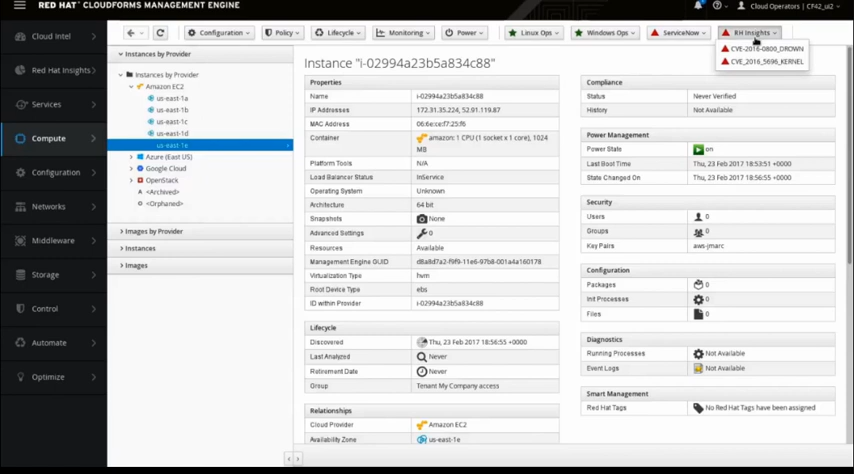 RED HAT® CLOUDFORMS MANAGEMENT ENGINE
Cloud Operators | CF42_ui2
Cloud Intel
Red Hat Insights
Services
Compute
Configuration
Networks
Middleware
Storage
Control
Automate
Optimize
Configuration
Policy
Lifecycle
Monitoring
Power
Linux Ops
Windows Ops
ServiceNow
RH Insights
CVE-2016-0800_DROWN
CVE_2016_5696_KERNEL
Instances by Provider
Instances by Provider
Amazon EC2
us-east-1a
us-east-1b
us-east-1c
us-east-1d
us-east-1e
Azure (East US)
Google Cloud
OpenStack
<Archived>
<Orphaned>
Images by Provider
Instances
Images
Instance "i-02994a23b5a834c88"
Properties
Name i-02994a23b5a834c88
IP Addresses 172.31.35.224, 52.91.119.87
MAC Address 06:6e:ce:f7:25:f6
Container amazon: 1 CPU (1 socket x 1 core), 1024
MB
Platform Tools N/A
Load Balancer Status InService
Operating System Unknown
Architecture 64 bit
Snapshots None
Advanced Settings 0
Resources Available
Management Engine GUID d8a8d7a2-f9f9-11e6-97b8-001a4a160178
Virtualization Type hvm
Root Device Type ebs
ID within Provider i-02994a23b5a834c88
Lifecycle
Discovered Thu, 23 Feb 2017 18:56:55 +0000
Last Analyzed Never
Retirement Date Never
Group Tenant My Company access
Relationships
Cloud Provider Amazon EC2
Availability Zone us-east-1e
Compliance
Status Never Verified
History Not Available
Power Management
Power State on
Last Boot Time Thu, 23 Feb 2017 18:53:51 +0000
State Changed On Thu, 23 Feb 2017 18:56:55 +0000
Security
Users 0
Groups 0
Key Pairs aws-jmarc
Configuration
Packages 0
Init Processes 0
Files 0
Diagnostics
Running Processes Not Available
Event Logs Not Available
Smart Management
Red Hat Tags No Red Hat Tags have been assigned